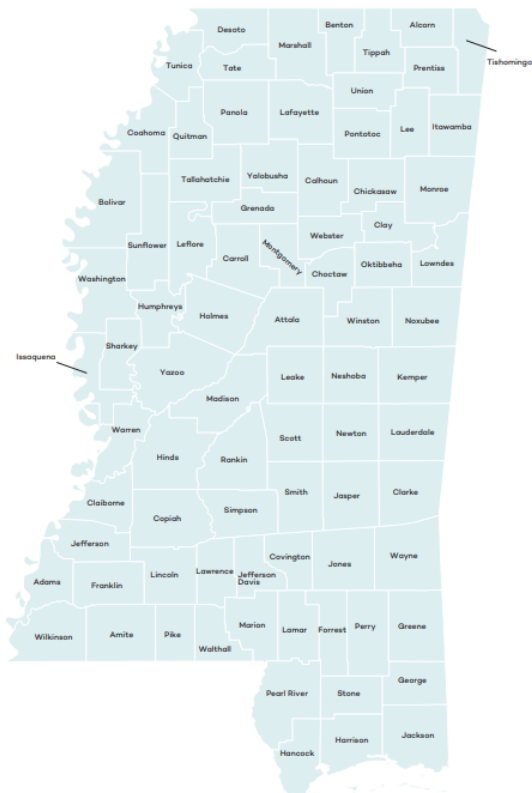 Desoto
Benton
Alcorn
Marshall
Tippah
Tishomingo
Tunica
Tate
Prentiss
Union
Panola
Lafayette
Coahoma
Quitman
Pontotoc
Lee
Itawamba
Tallahatchie
Yalobusha
Calhoun
Chickasaw
Monroe
Bolivar
Grenada
Clay
Webster
Sunflower
Leflore
Carroll
Montgomery
Choctaw
Oktibbeha
Lowndes
Washington
Humphreys
Holmes
Attala
Winston
Noxubee
Issaquena
Sharkey
Yazoo
Leake
Neshoba
Kemper
Madison
Warren
Hinds
Rankin
Scott
Newton
Lauderdale
Claiborne
Copiah
Simpson
Smith
Jasper
Clarke
Jefferson
Covington
Jones
Wayne
Adams
Franklin
Lincoln
Lawrence
Jefferson
Davis
Wilkinson
Amite
Pike
Walthall
Marion
Lamar
Forrest
Perry
Greene
George
Pearl River
Stone
Hancock
Harrison
Jackson